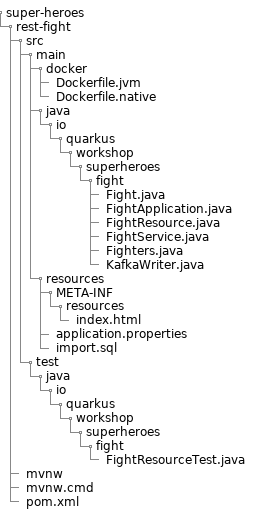 super-heroes
rest-fight
src
main
docker
Dockerfile.jvm
Dockerfile.native
java
io
quarkus
workshop
superheroes
fight
Fight.java
FightApplication.java
FightResource.java
FightService.java
Fighters.java
KafkaWriter.java
resources
META-INF
resources
index.html
application.properties
import.sql
test
java
io
quarkus
workshop
superheroes
fight
FightResourceTest.java
mvnw
mvnw.cmd
pom.xml